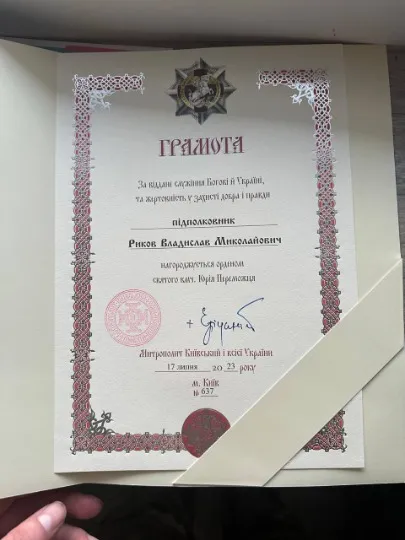 ГРАМОТА
За віддане служіння Богові й Україні,
та жертовність у захисті добра і правди
підполковник
Риков Владислав Миколайович
нагороджується орденом
святого вмч. Юрія Переможця
Митрополит Київський і всієї України
17 липня 20 23 року
м. Київ
№ 637